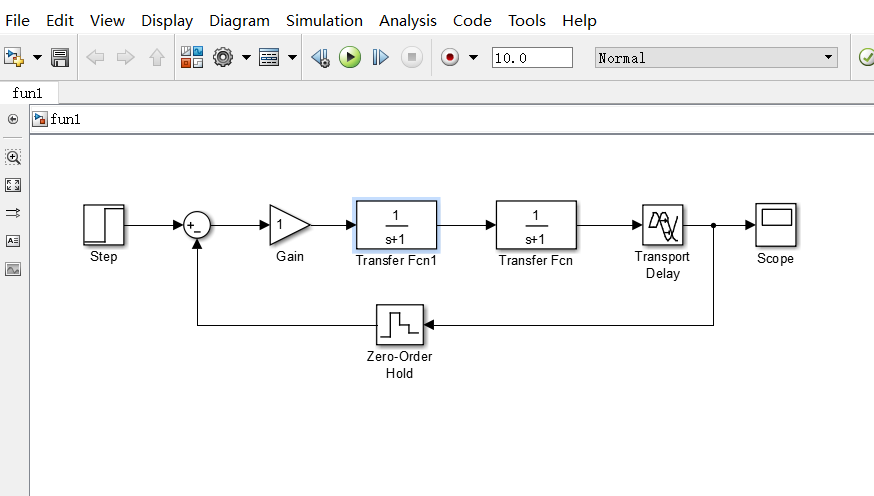 File Edit View Display Diagram Simulation Analysis Code Tools Help
10.0 Normal
fun1
fun1
+
−
1
1
s+1
1
s+1
Step
Gain
Transfer Fcn1
Transfer Fcn
Transport
Delay
Scope
Zero-Order
Hold